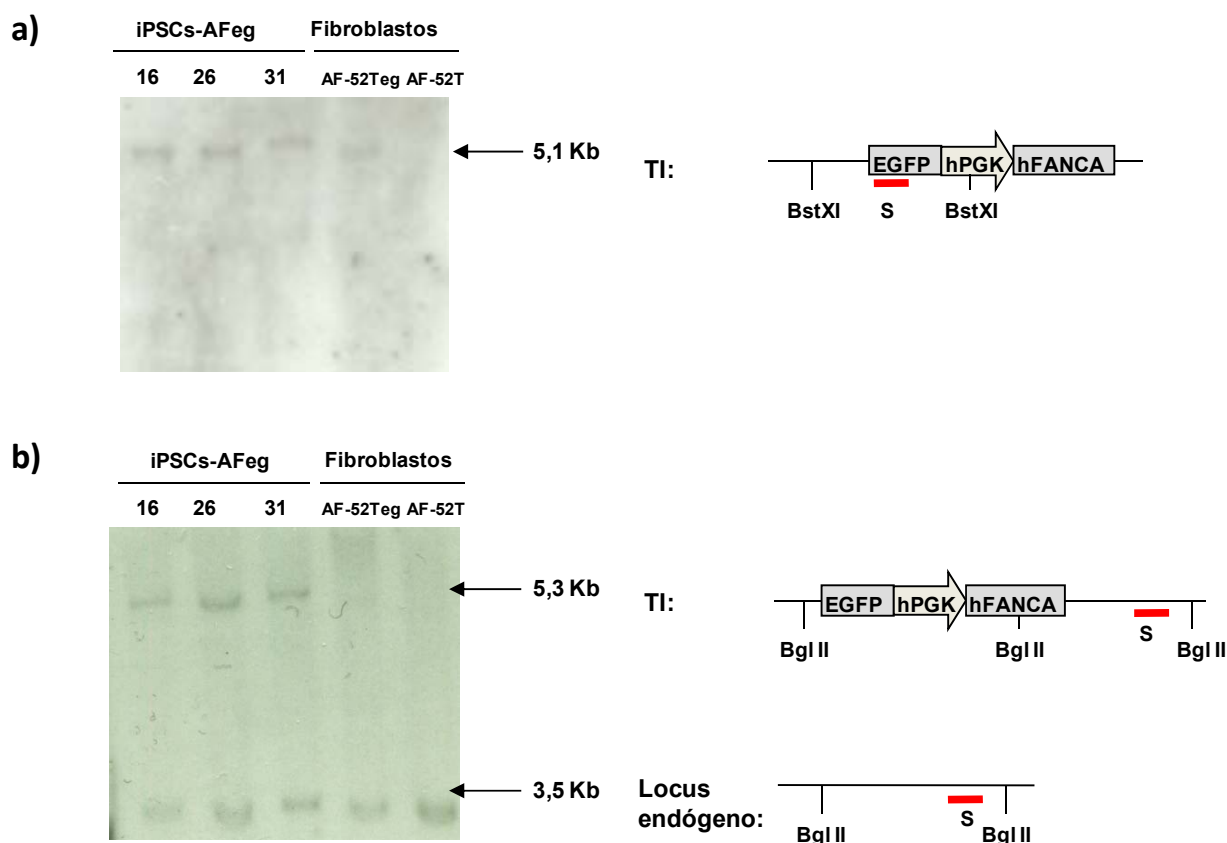 a)
iPSCs-AFeg Fibroblastos
16 26 31 AF-52Teg AF-52T
5,1 Kb
TI:
EGFP hPGK hFANCA
BstXI S BstXI
b)
iPSCs-AFeg Fibroblastos
16 26 31 AF-52Teg AF-52T
5,3 Kb
TI:
EGFP hPGK hFANCA
Bgl II Bgl II S Bgl II
3,5 Kb
Locus
endógeno:
Bgl II S Bgl II